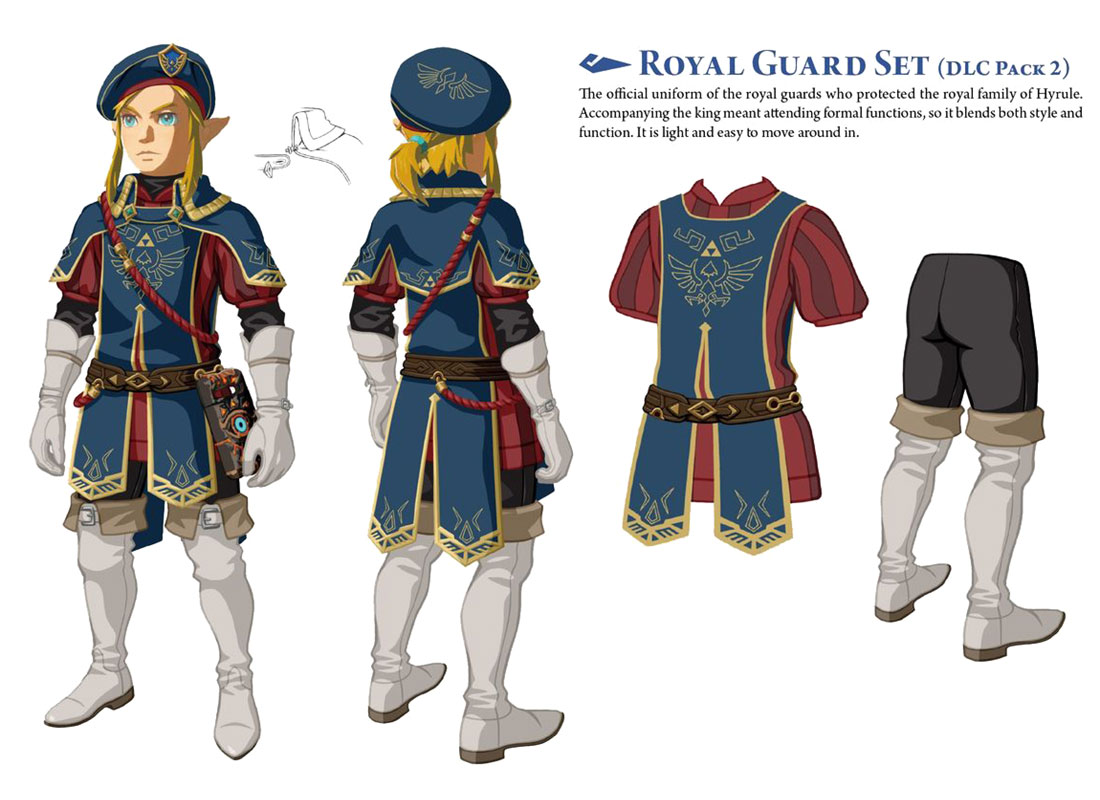 Royal Guard Set (DLC Pack 2)
The official uniform of the royal guards who protected the royal family of Hyrule.
Accompanying the king meant attending formal functions, so it blends both style and
function. It is light and easy to move around in.